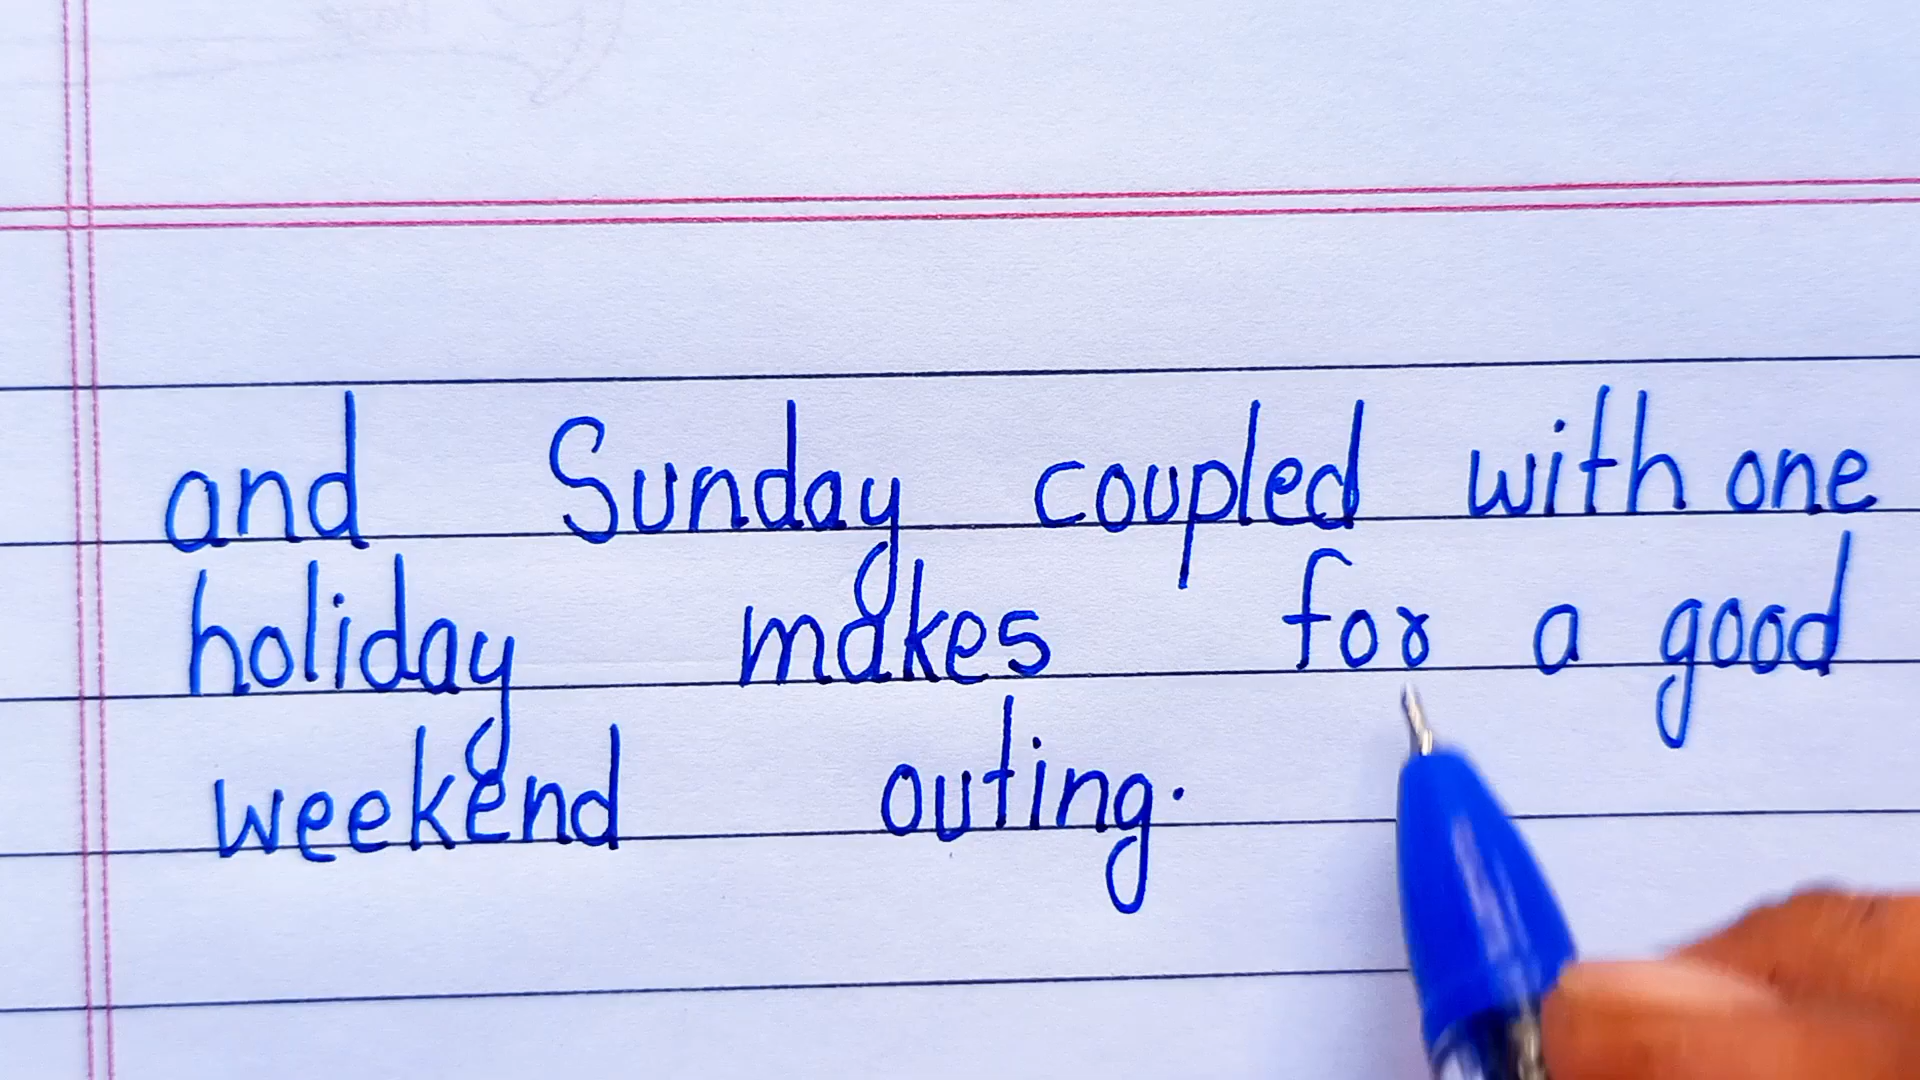 and Sunday coupled with one
holiday makes for a good
weekend outing.